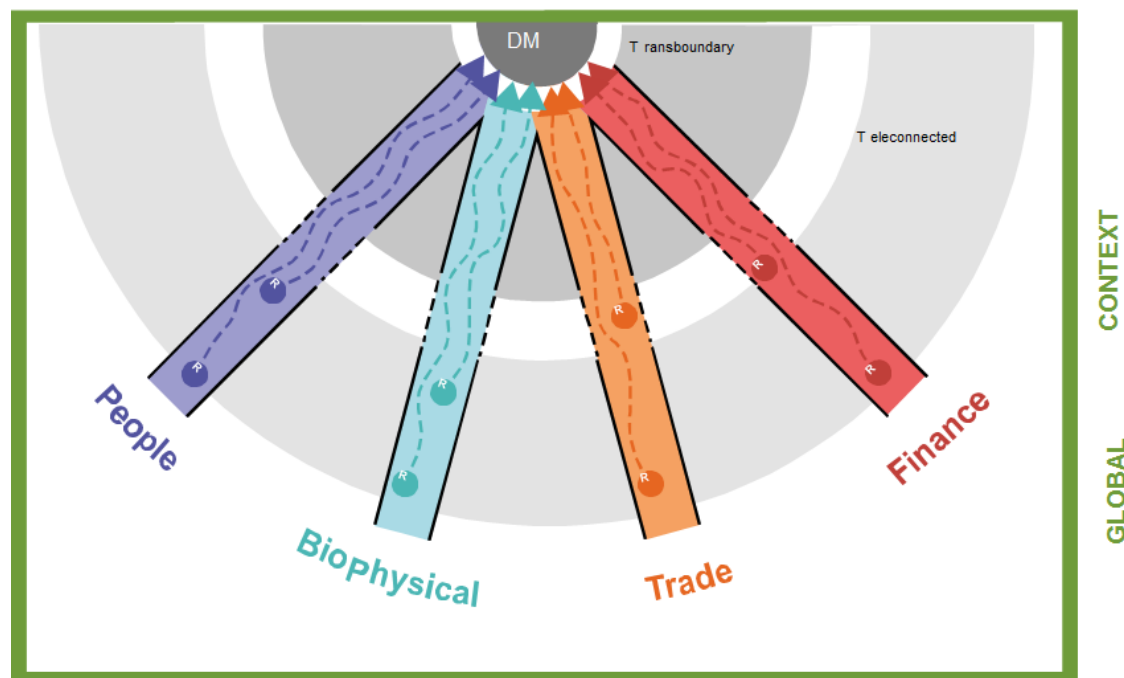 DM
T ransboundary
T eleconnected
R
R
R
R
R
R
R
R
People
Biophysical
Trade
Finance
GLOBAL
CONTEXT